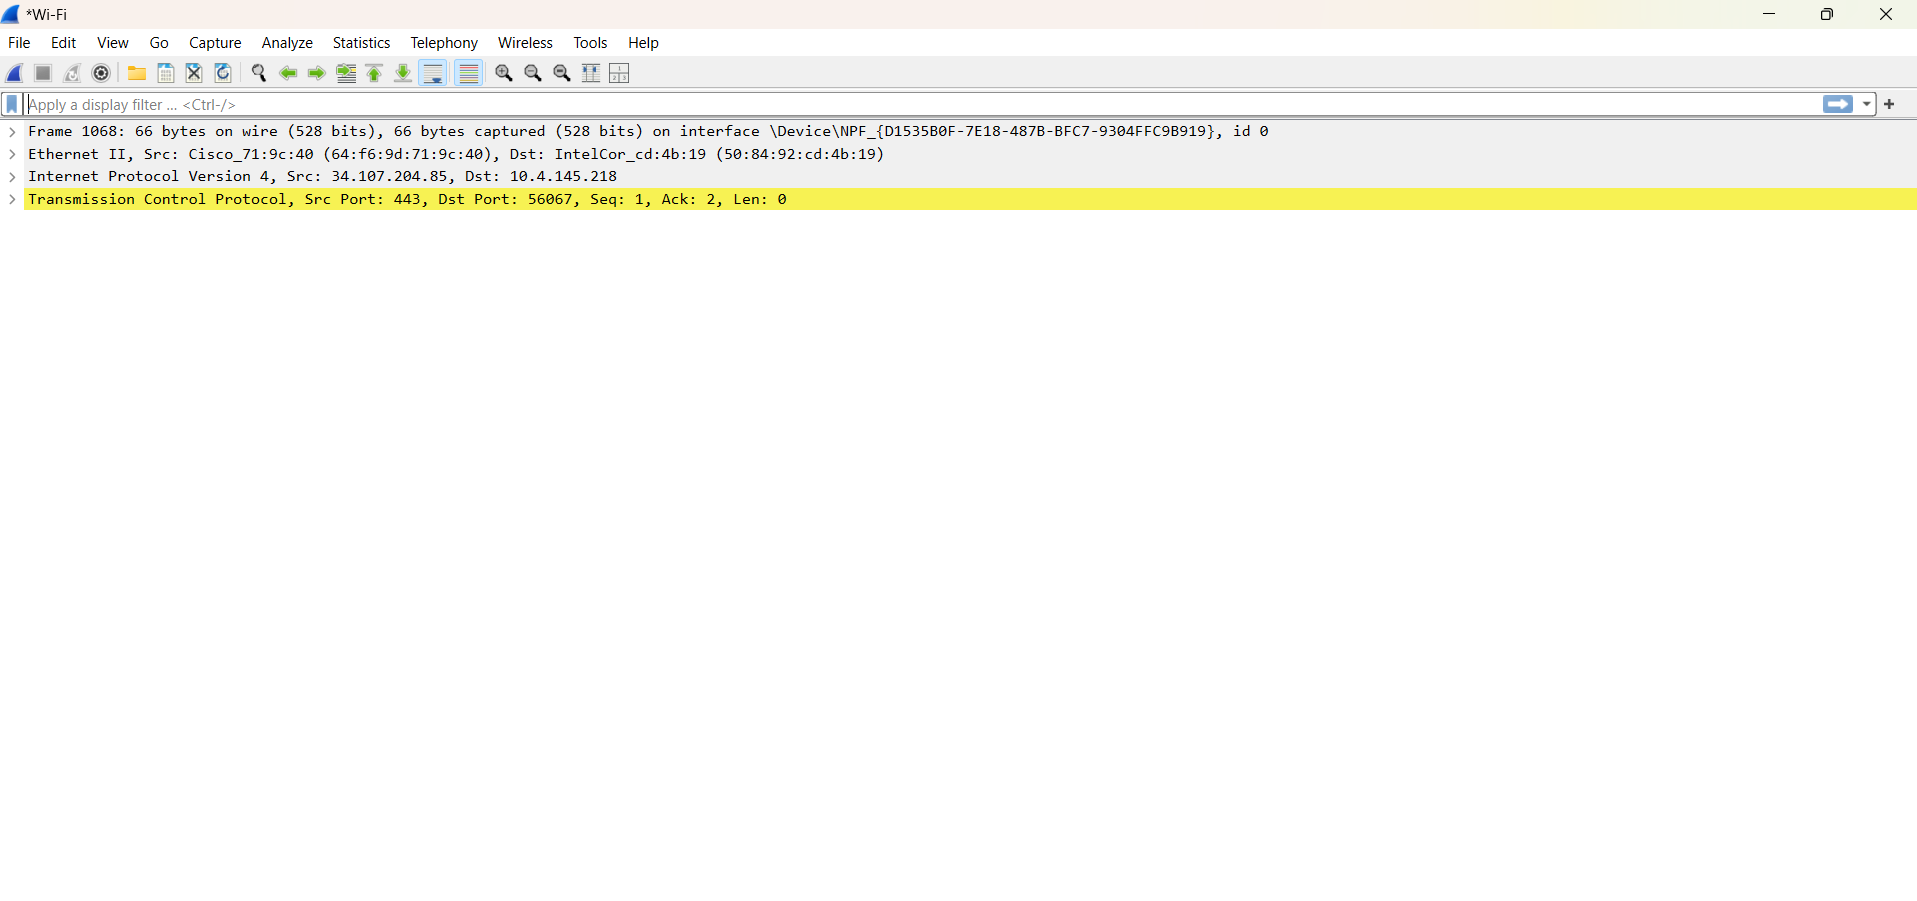 *Wi-Fi
File Edit View Go Capture Analyze Statistics Telephony Wireless Tools Help
Apply a display filter ... <Ctrl-/>
Frame 1068: 66 bytes on wire (528 bits), 66 bytes captured (528 bits) on interface \Device\NPF_{D1535B0F-7E18-487B-BFC7-9304FFC9B919}, id 0
Ethernet II, Src: Cisco_71:9c:40 (64:f6:9d:71:9c:40), Dst: IntelCor_cd:4b:19 (50:84:92:cd:4b:19)
Internet Protocol Version 4, Src: 34.107.204.85, Dst: 10.4.145.218
Transmission Control Protocol, Src Port: 443, Dst Port: 56067, Seq: 1, Ack: 2, Len: 0